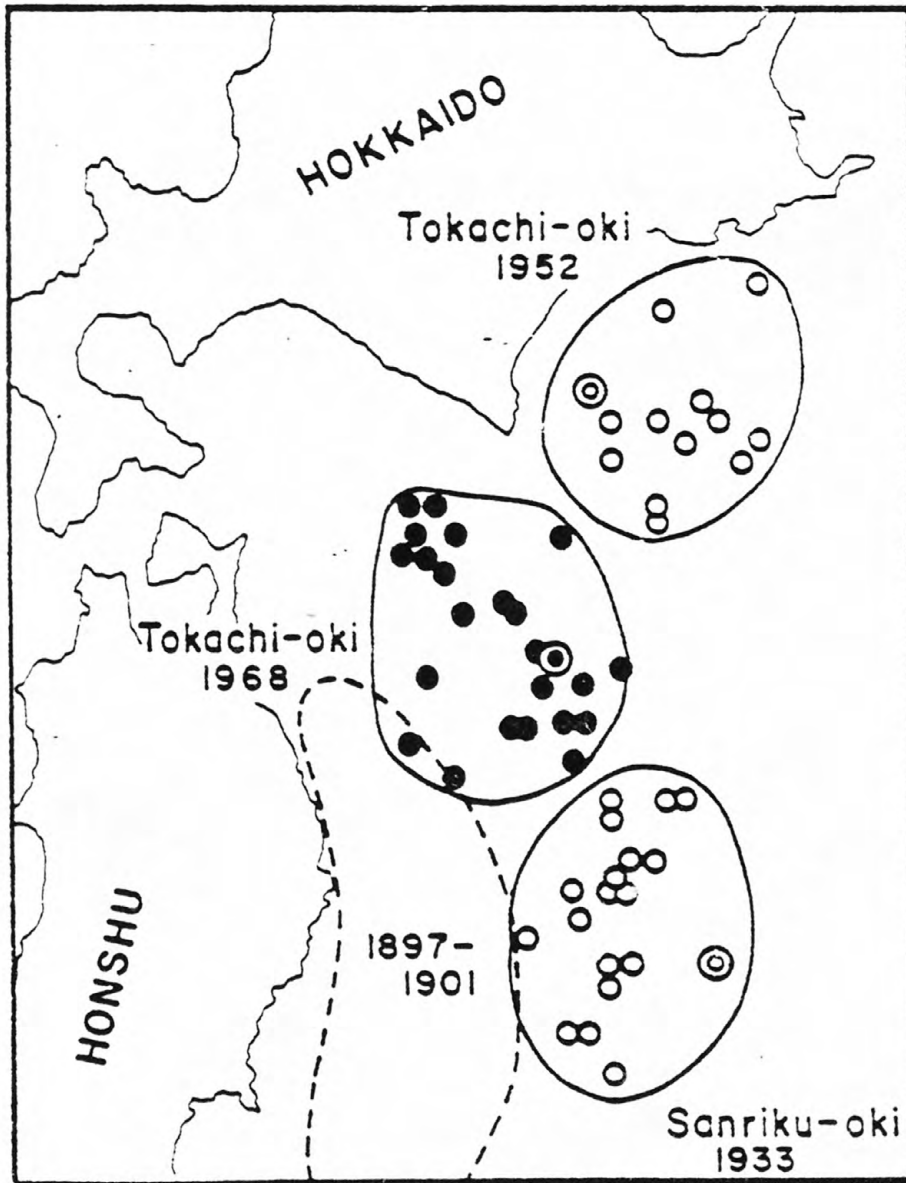 HOKKAIDO
Tokachi-oki
1952
Tokachi-oki
1968
1897-
1901
HONSHU
Sanriku-oki
1933